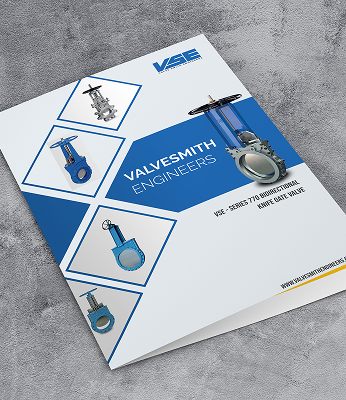 VSE
VALVESMITH
ENGINEERS
VSE - SERIES 770 BIDIRECTIONAL
KNIFE GATE VALVE
WWW.VALVESMITHENGINEERS.